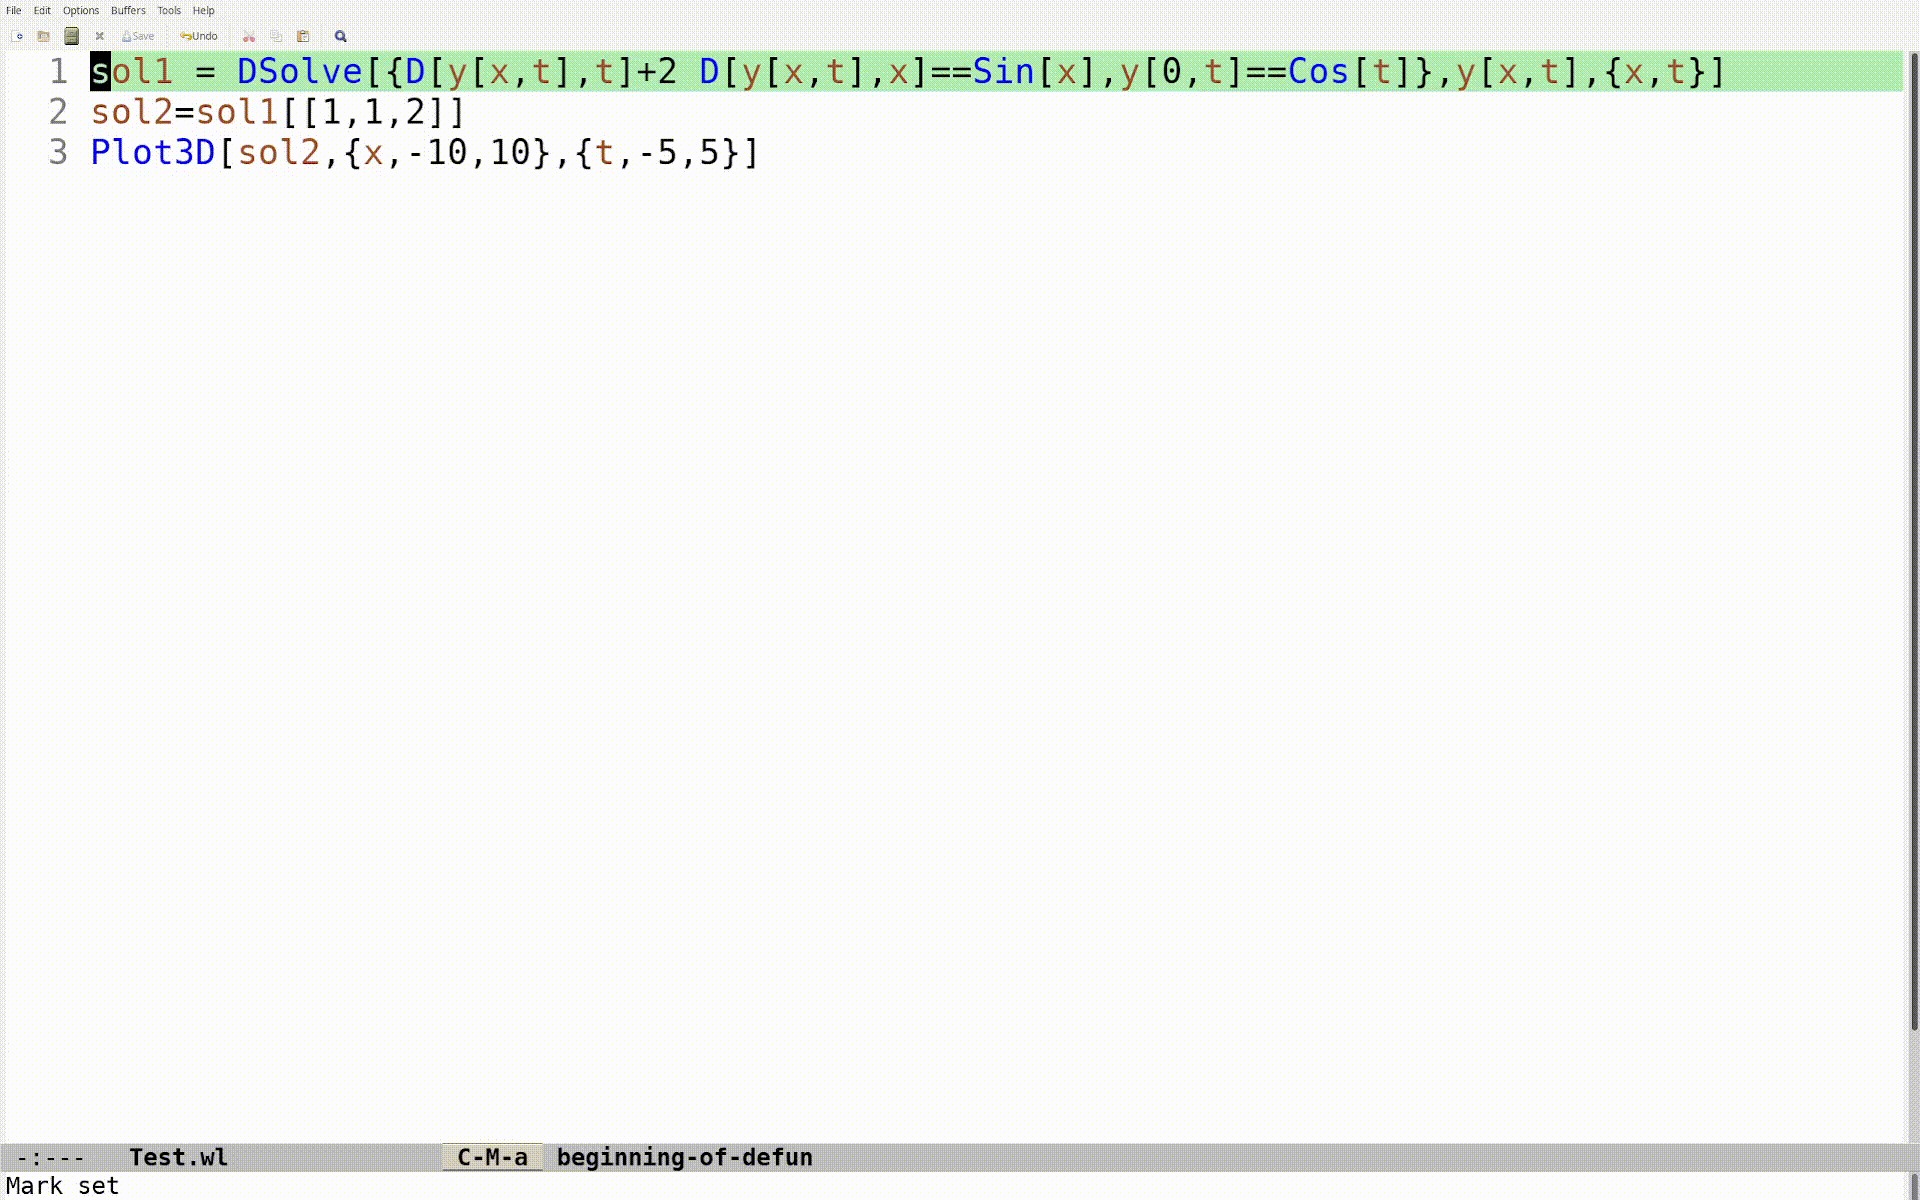 File Edit Options Buffers Tools Help
Save Undo
1 sol1 = DSolve[{D[y[x,t],t]+2 D[y[x,t],x]==Sin[x],y[0,t]==Cos[t]},y[x,t],{x,t}]
2 sol2=sol1[[1,1,2]]
3 Plot3D[sol2,{x,-10,10},{t,-5,5}]
-:--- Test.wl C-M-a beginning-of-defun
Mark set